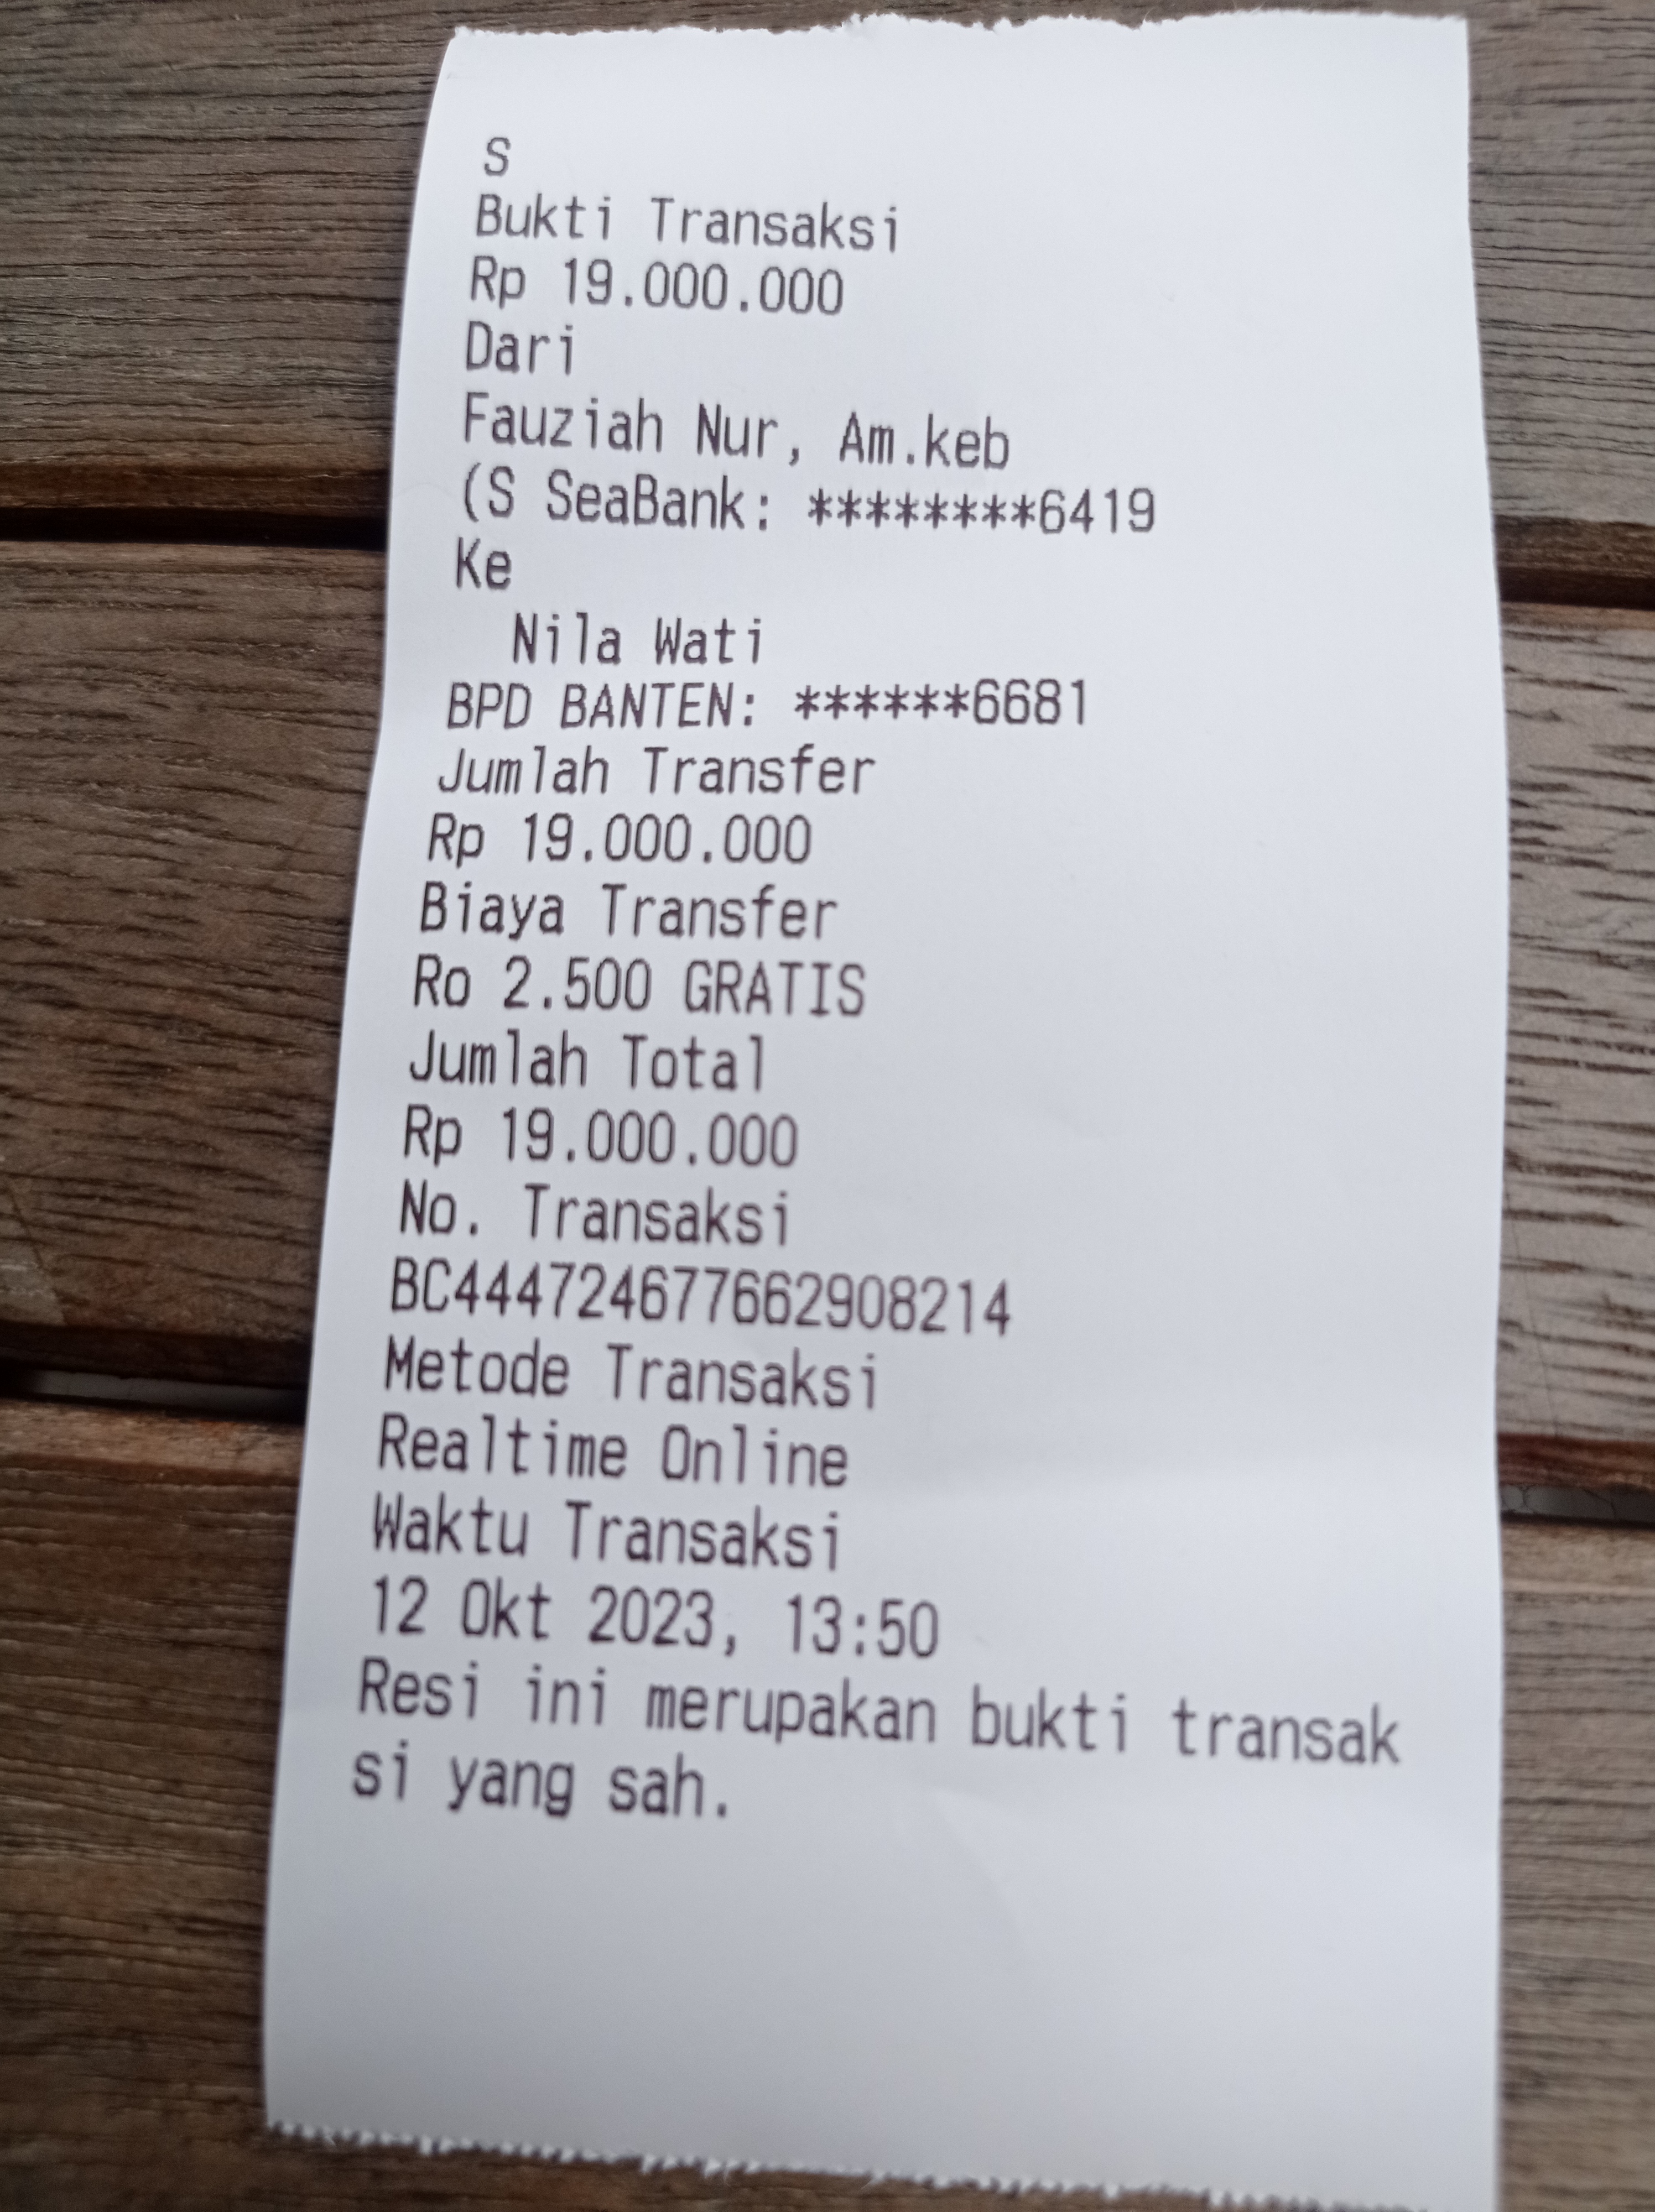 S
Bukti Transaksi
Rp 19.000.000
Dari
Fauziah Nur, Am.keb
(S SeaBank: ********6419
Ke
Nila Wati
BPD BANTEN: ******6681
Jumlah Transfer
Rp 19.000.000
Biaya Transfer
Ro 2.500 GRATIS
Jumlah Total
Rp 19.000.000
No. Transaksi
BC444724677662908214
Metode Transaksi
Realtime Online
Waktu Transaksi
12 Okt 2023, 13:50
Resi ini merupakan bukti transak
si yang sah.